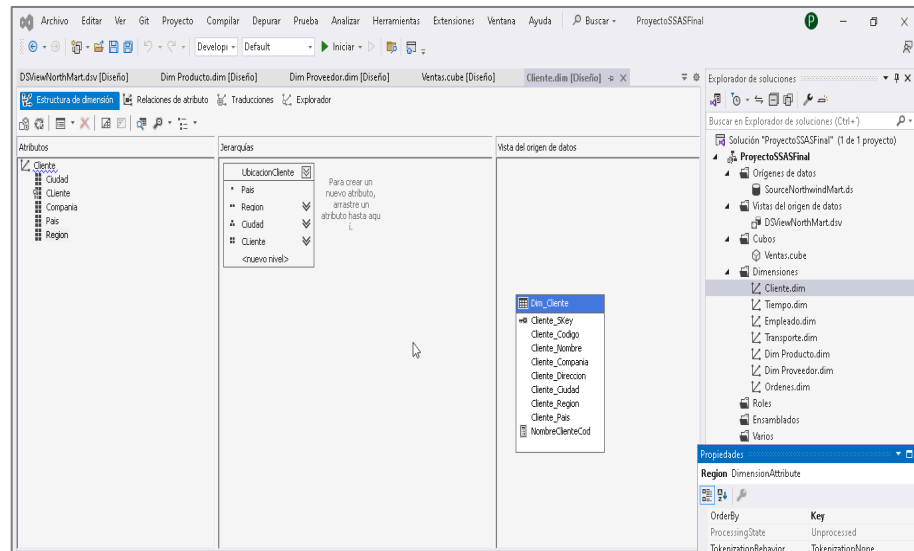 Archivo Editar Ver Git Proyecto Compilar Depurar Prueba Analizar Herramientas Extensiones Ventana Ayuda Buscar ProyectoSSASFinal P
Develop Default Iniciar
DSViewNorthMart.dsv [Diseño] Dim Producto.dim [Diseño] Dim Proveedor.dim [Diseño] Ventas.cube [Diseño] Cliente.dim [Diseño]
Estructura de dimensión Relaciones de atributo Traducciones Explorador
Atributos
Cliente
Ciudad
CLiente
Compania
Pais
Region
Jerarquías
UbicacionCliente
Pais
Region
Ciudad
CLiente
<nuevo nivel>
Para crear un
nuevo atributo,
arrastre un
atributo hasta aqu
í.
Vista del origen de datos
Dim_Cliente
Cliente_SKey
Cliente_Codigo
Cliente_Nombre
Cliente_Compania
Cliente_Direccion
Cliente_Ciudad
Cliente_Region
Cliente_Pais
NombreClienteCod
Explorador de soluciones
Buscar en Explorador de soluciones (Ctrl+´)
Solución "ProyectoSSASFinal" (1 de 1 proyecto)
ProyectoSSASFinal
Orígenes de datos
SourceNorthwindMart.ds
Vistas del origen de datos
DSViewNorthMart.dsv
Cubos
Ventas.cube
Dimensiones
Cliente.dim
Tiempo.dim
Empleado.dim
Transporte.dim
Dim Producto.dim
Dim Proveedor.dim
Ordenes.dim
Roles
Ensamblados
Varios
Propiedades
Region DimensionAttribute
OrderBy Key
ProcessingState Unprocessed
TokenizationBehavior TokenizationNone